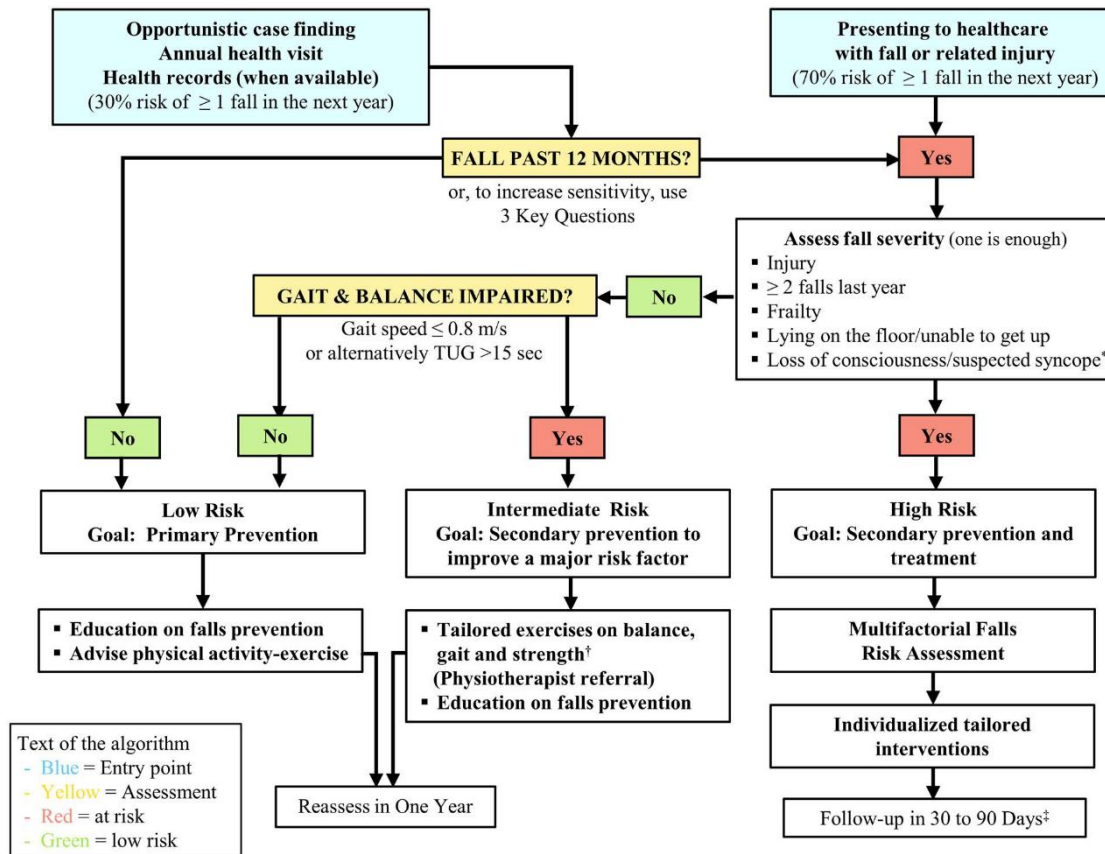 Opportunistic case finding
Annual health visit
Health records (when available)
(30% risk of ≥ 1 fall in the next year)
Presenting to healthcare
with fall or related injury
(70% risk of ≥ 1 fall in the next year)
FALL PAST 12 MONTHS?
Yes
or, to increase sensitivity, use
3 Key Questions
Assess fall severity (one is enough)
▪ Injury
▪ ≥ 2 falls last year
▪ Frailty
▪ Lying on the floor/unable to get up
▪ Loss of consciousness/suspected syncope*
No
GAIT & BALANCE IMPAIRED?
Gait speed ≤ 0.8 m/s
or alternatively TUG >15 sec
No
No
Yes
Yes
Low Risk
Goal: Primary Prevention
Intermediate Risk
Goal: Secondary prevention to
improve a major risk factor
High Risk
Goal: Secondary prevention and
treatment
▪ Education on falls prevention
▪ Advise physical activity-exercise
▪ Tailored exercises on balance,
gait and strength†
(Physiotherapist referral)
▪ Education on falls prevention
Multifactorial Falls
Risk Assessment
Individualized tailored
interventions
Reassess in One Year
Follow-up in 30 to 90 Days‡
Text of the algorithm
- Blue = Entry point
- Yellow = Assessment
- Red = at risk
- Green = low risk